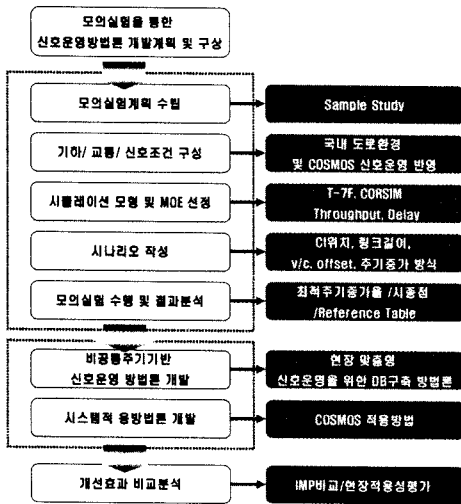 모의실험을 통한
신호운영방법론 개발계획 및 구상
모의실험계획 수립
Sample Study
기하/ 교통/ 신호조건 구성
국내 도로환경
및 COSMOS 신호운영 반영
시뮬레이션 모형 및 MOE 선정
T-7F, CORSIM
Throughput, Delay
시나리오 작성
CI위치, 링크길이,
v/c, offset, 주기증가 방식
모의실험 수행 및 결과분석
최적주기증가율 /시종점
/Reference Table
비공통주기기반
신호운영 방법론 개발
현장 맞춤형
신호운영을 위한 DB구축 방법론
시스템적 응방법론 개발
COSMOS 적용방법
개선효과 비교분석
IMP비교/현장적용성평가